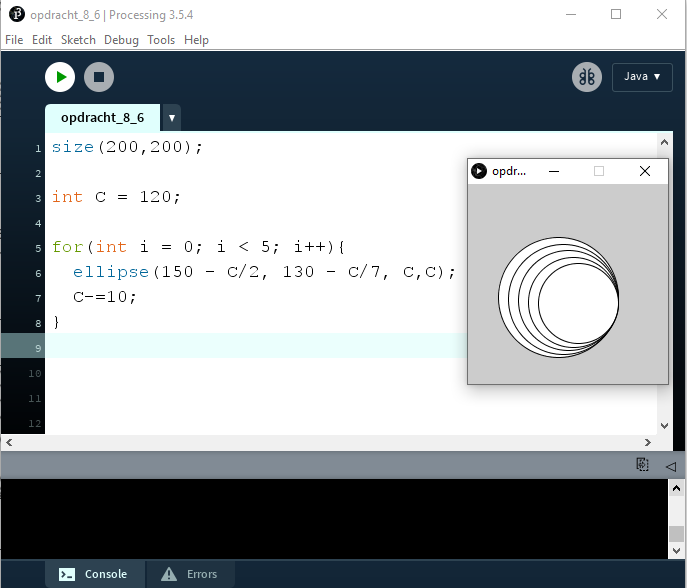 opdracht_8_6 | Processing 3.5.4
File Edit Sketch Debug Tools Help
Java ▼
opdracht_8_6 ▼
1 size(200,200);
2
3 int C = 120;
4
5 for(int i = 0; i < 5; i++){
6   ellipse(150 - C/2, 130 - C/7, C,C);
7   C-=10;
8 }
9
10
11
12
opdr...
Console Errors